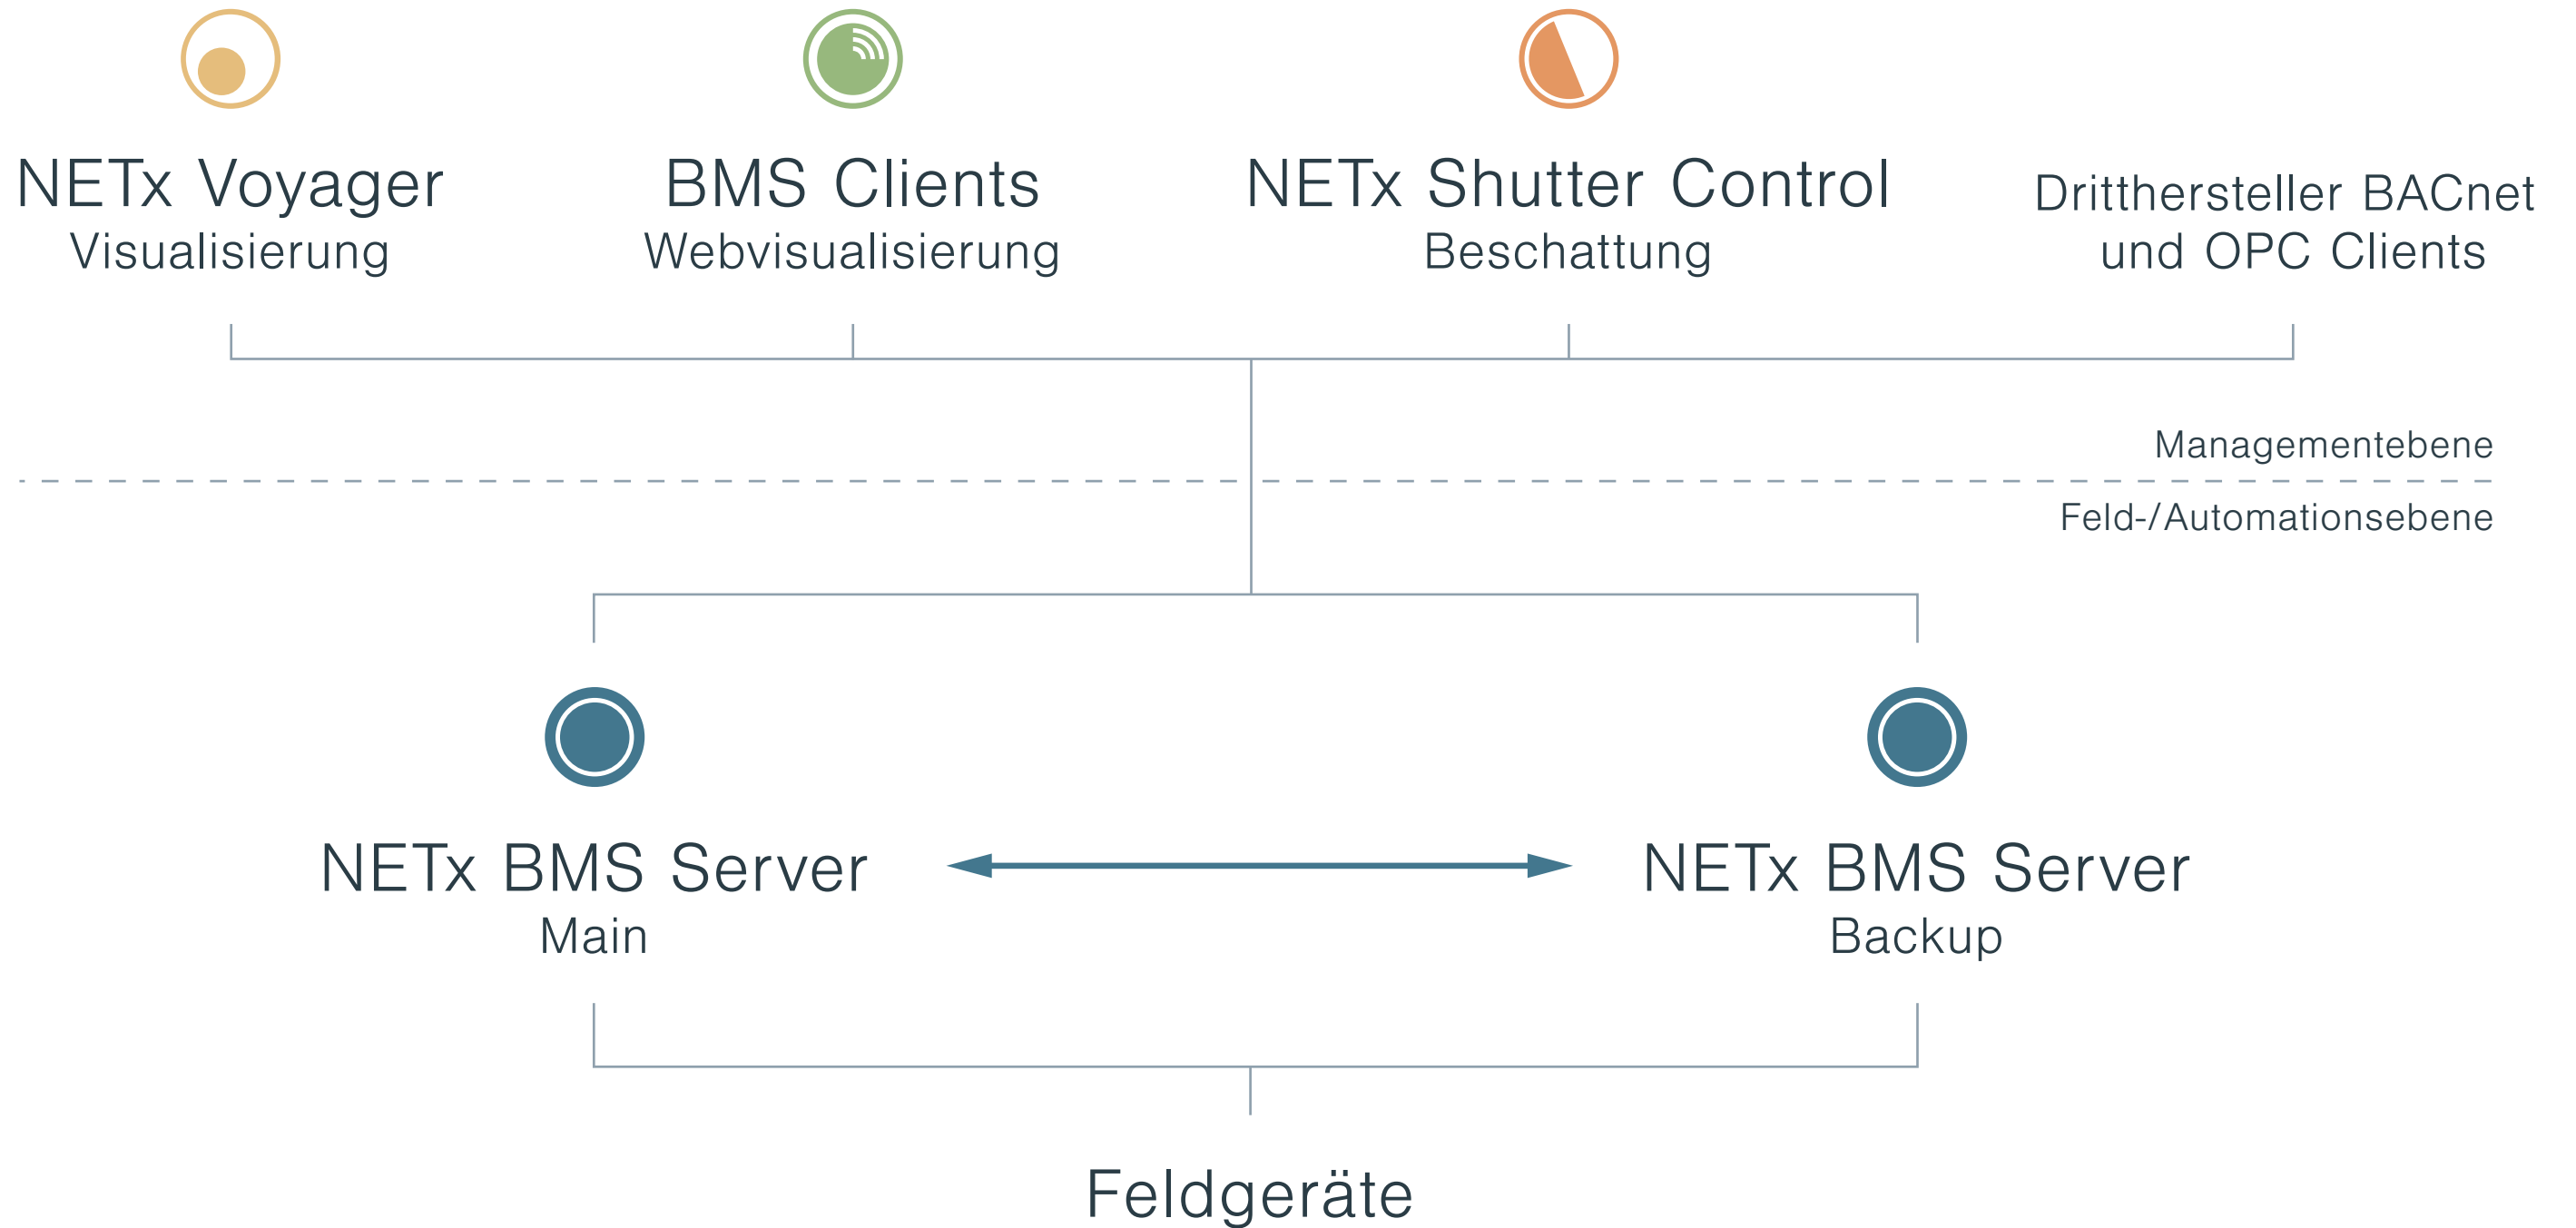 NETx Voyager
Visualisierung
BMS Clients
Webvisualisierung
NETx Shutter Control
Beschattung
Dritthersteller BACnet
und OPC Clients
Managementebene
Feld-/Automationsebene
NETx BMS Server
Main
NETx BMS Server
Backup
Feldgeräte